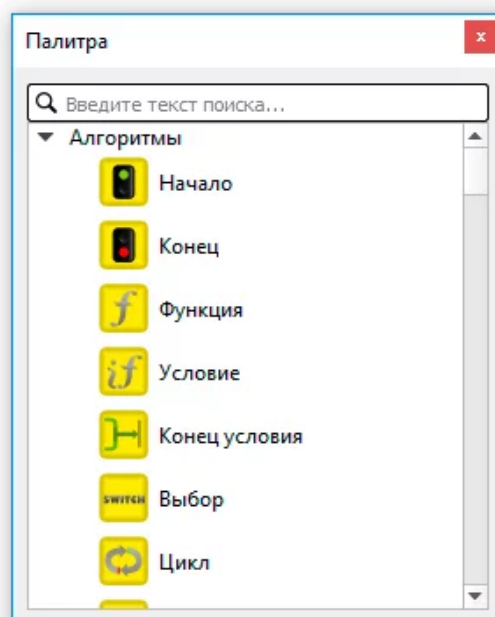 Палитра
x
Введите текст поиска...
Алгоритмы
Начало
Конец
f Функция
if Условие
Конец условия
SWITCH Выбор
Цикл